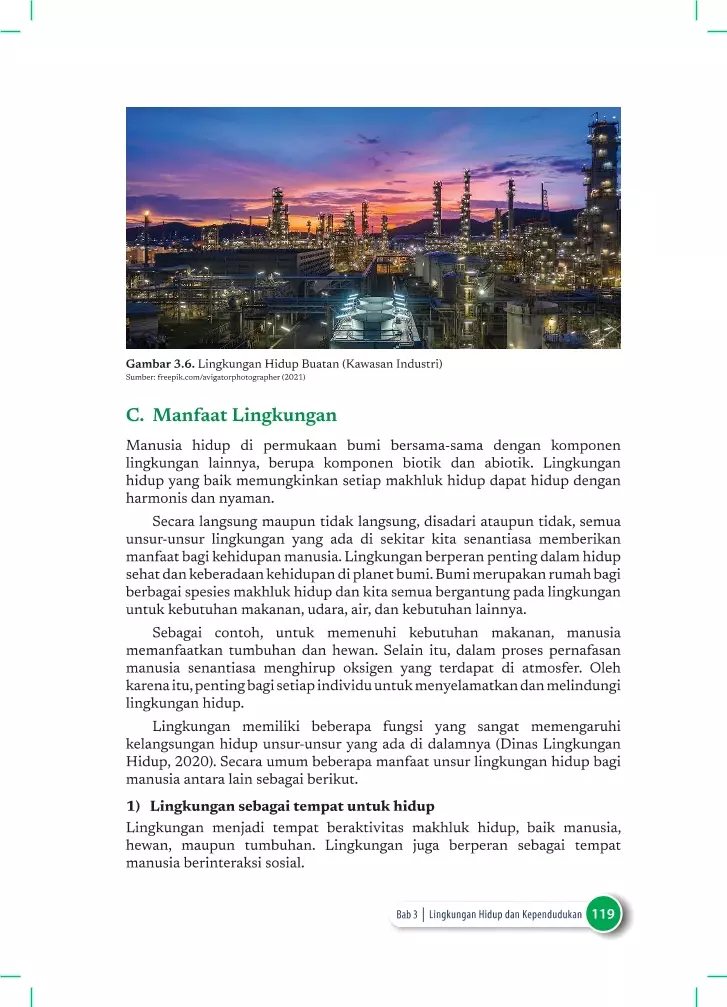 Gambar 3.6. Lingkungan Hidup Buatan (Kawasan Industri)
Sumber: freepik.com/avigatorphotographer (2021)
C. Manfaat Lingkungan
Manusia hidup di permukaan bumi bersama-sama dengan komponen
lingkungan lainnya, berupa komponen biotik dan abiotik. Lingkungan
hidup yang baik memungkinkan setiap makhluk hidup dapat hidup dengan
harmonis dan nyaman.
Secara langsung maupun tidak langsung, disadari ataupun tidak, semua
unsur-unsur lingkungan yang ada di sekitar kita senantiasa memberikan
manfaat bagi kehidupan manusia. Lingkungan berperan penting dalam hidup
sehat dan keberadaan kehidupan di planet bumi. Bumi merupakan rumah bagi
berbagai spesies makhluk hidup dan kita semua bergantung pada lingkungan
untuk kebutuhan makanan, udara, air, dan kebutuhan lainnya.
Sebagai contoh, untuk memenuhi kebutuhan makanan, manusia
memanfaatkan tumbuhan dan hewan. Selain itu, dalam proses pernafasan
manusia senantiasa menghirup oksigen yang terdapat di atmosfer. Oleh
karena itu, penting bagi setiap individu untuk menyelamatkan dan melindungi
lingkungan hidup.
Lingkungan memiliki beberapa fungsi yang sangat memengaruhi
kelangsungan hidup unsur-unsur yang ada di dalamnya (Dinas Lingkungan
Hidup, 2020). Secara umum beberapa manfaat unsur lingkungan hidup bagi
manusia antara lain sebagai berikut.
1) Lingkungan sebagai tempat untuk hidup
Lingkungan menjadi tempat beraktivitas makhluk hidup, baik manusia,
hewan, maupun tumbuhan. Lingkungan juga berperan sebagai tempat
manusia berinteraksi sosial.
Bab 3 | Lingkungan Hidup dan Kependudukan 119